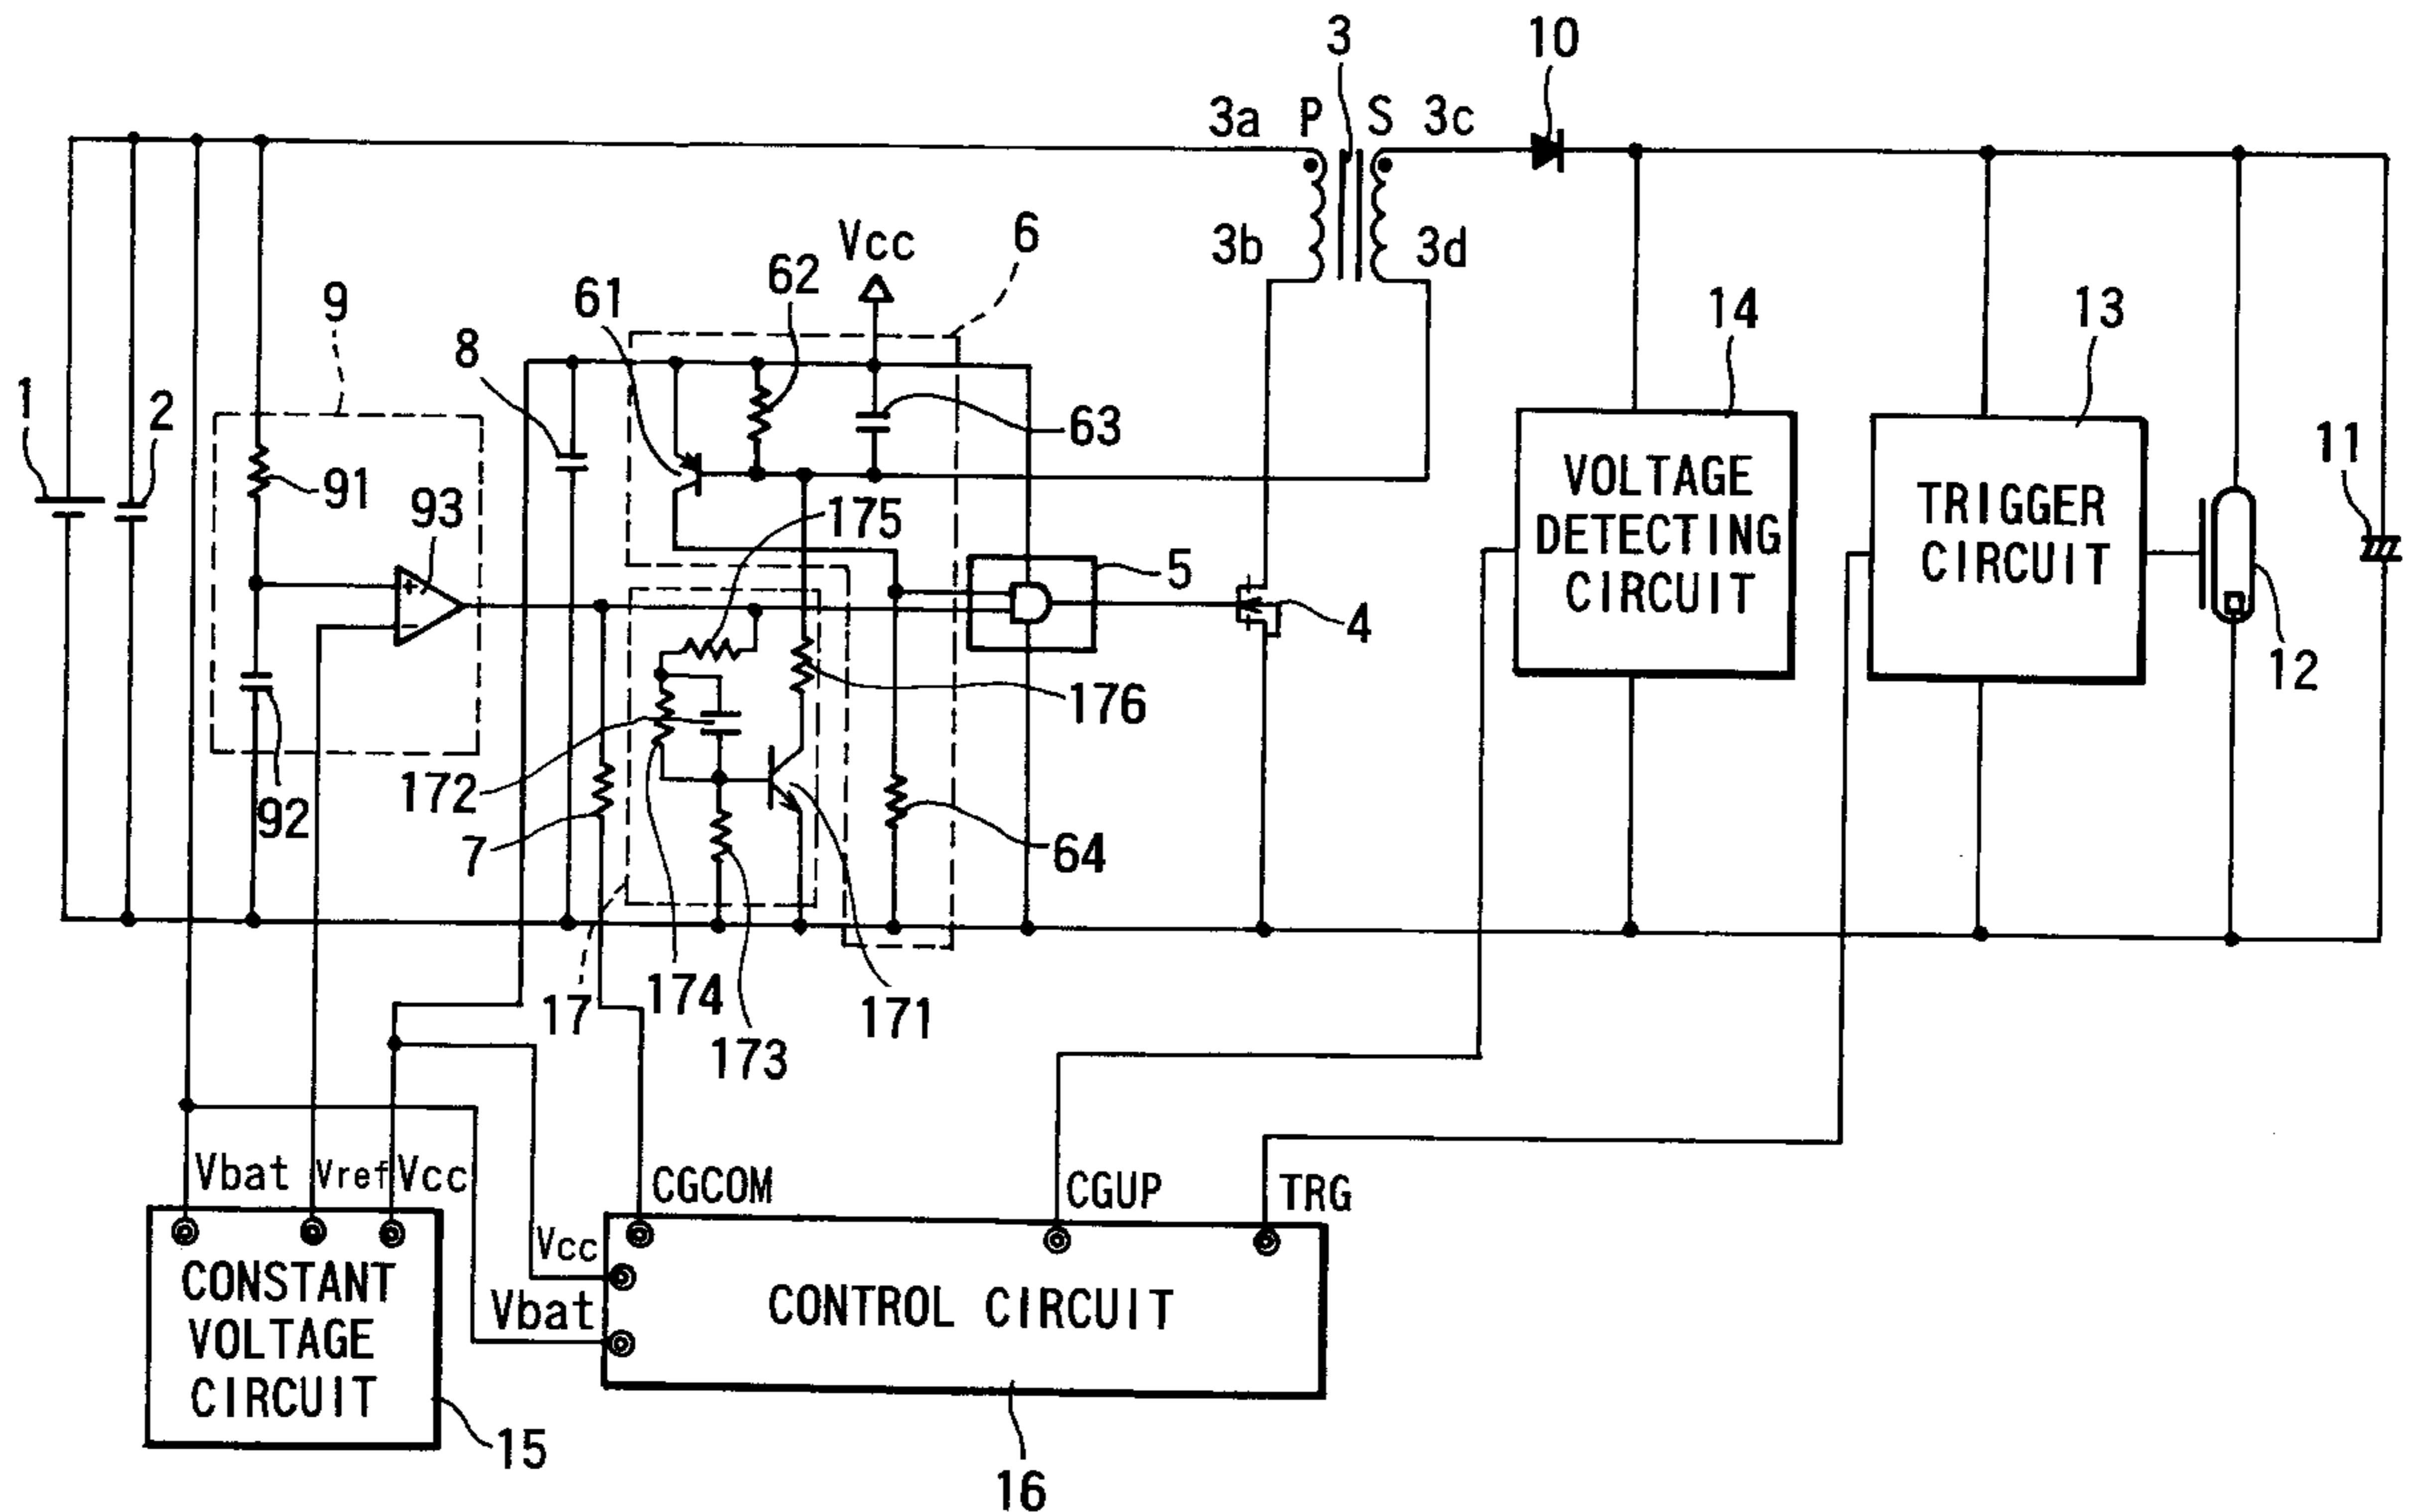 3
10
3a
P
S
3c
Vcc
6
3b
3d
62
61
9
14
13
8
1
2
63
11
91
93
175
VOLTAGE
DETECTING
CIRCUIT
TRIGGER
CIRCUIT
+
−
5
4
12
176
172
92
7
64
17
174
173
171
Vbat
Vref
Vcc
CGCOM
CGUP
TRG
Vcc
Vbat
CONSTANT
VOLTAGE
CIRCUIT
CONTROL CIRCUIT
15
16